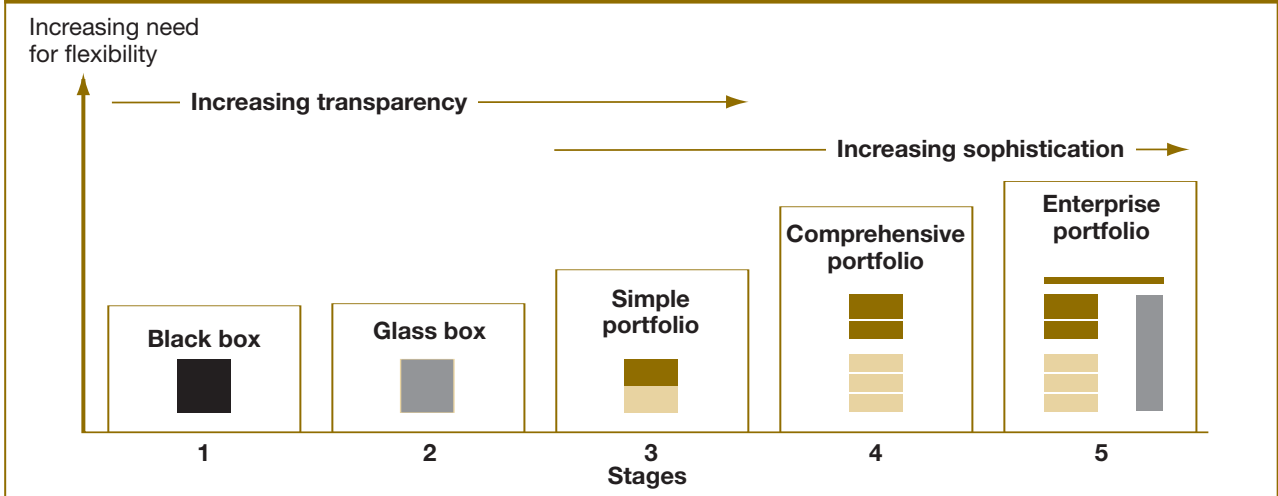 Increasing need
for flexibility
Increasing transparency
Increasing sophistication
Black box
Glass box
Simple
portfolio
Comprehensive
portfolio
Enterprise
portfolio
1
2
3
4
5
Stages